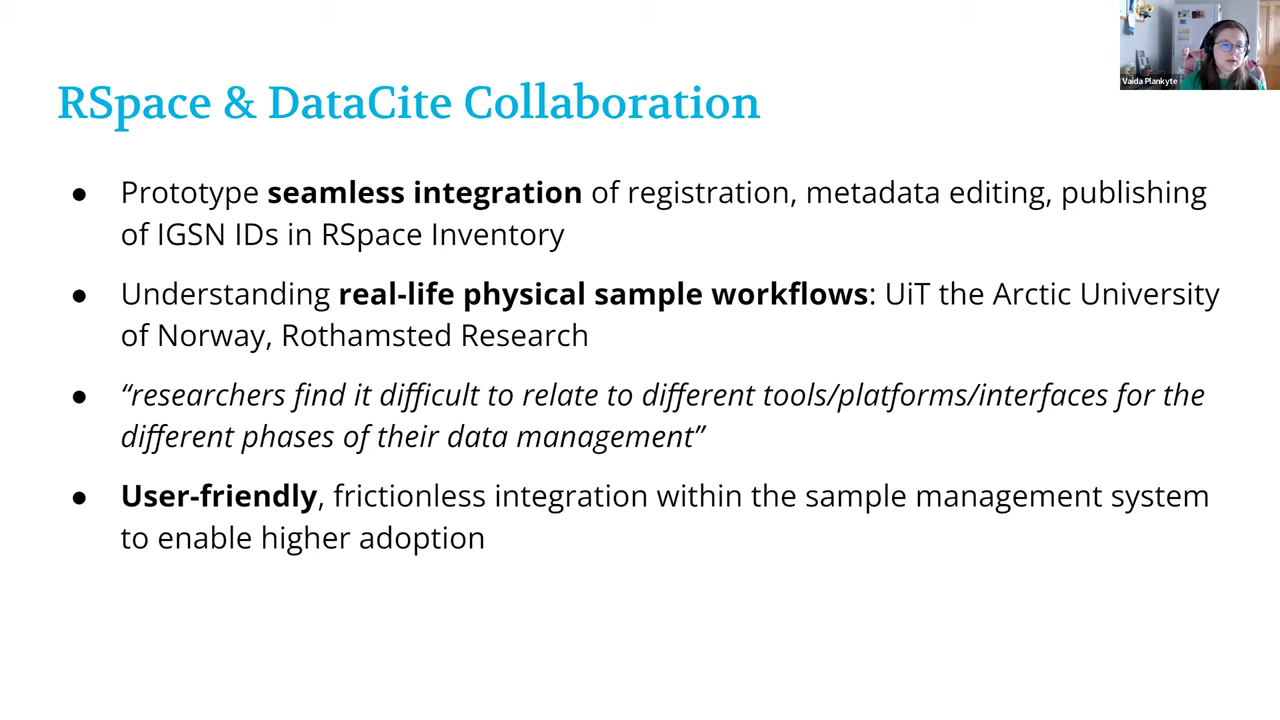 Vaida Plankyte
RSpace & DataCite Collaboration
● Prototype seamless integration of registration, metadata editing, publishing
of IGSN IDs in RSpace Inventory
● Understanding real-life physical sample workflows: UiT the Arctic University
of Norway, Rothamsted Research
● “researchers find it difficult to relate to different tools/platforms/interfaces for the
different phases of their data management”
● User-friendly, frictionless integration within the sample management system
to enable higher adoption